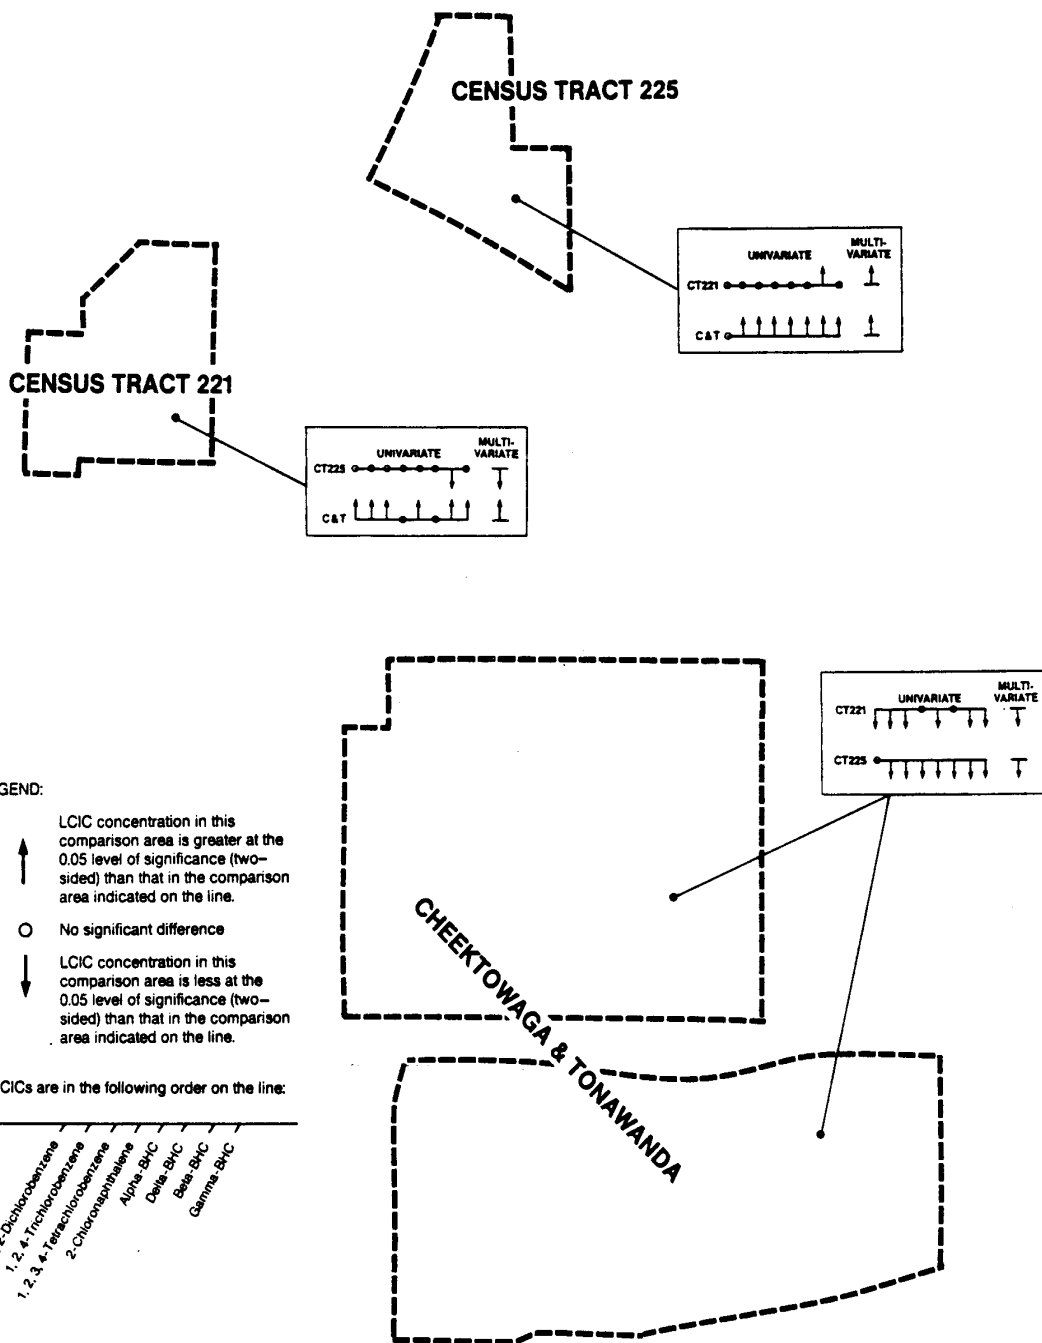 CENSUS TRACT 225
UNIVARIATE
MULTI-
VARIATE
CT221
C&T
CENSUS TRACT 221
UNIVARIATE
MULTI-
VARIATE
CT225
C&T
UNIVARIATE
MULTI-
VARIATE
CT221
CT225
GEND:
LCIC concentration in this
comparison area is greater at the
0.05 level of significance (two-
sided) than that in the comparison
area indicated on the line.
No significant difference
LCIC concentration in this
comparison area is less at the
0.05 level of significance (two-
sided) than that in the comparison
area indicated on the line.
CICs are in the following order on the line:
2-Dichlorobenzene
1, 2, 4-Trichlorobenzene
1, 2, 3, 4-Tetrachlorobenzene
2-Chloronaphthalene
Alpha-BHC
Delta-BHC
Beta-BHC
Gamma-BHC
CHEEKTOWAGA & TONAWANDA